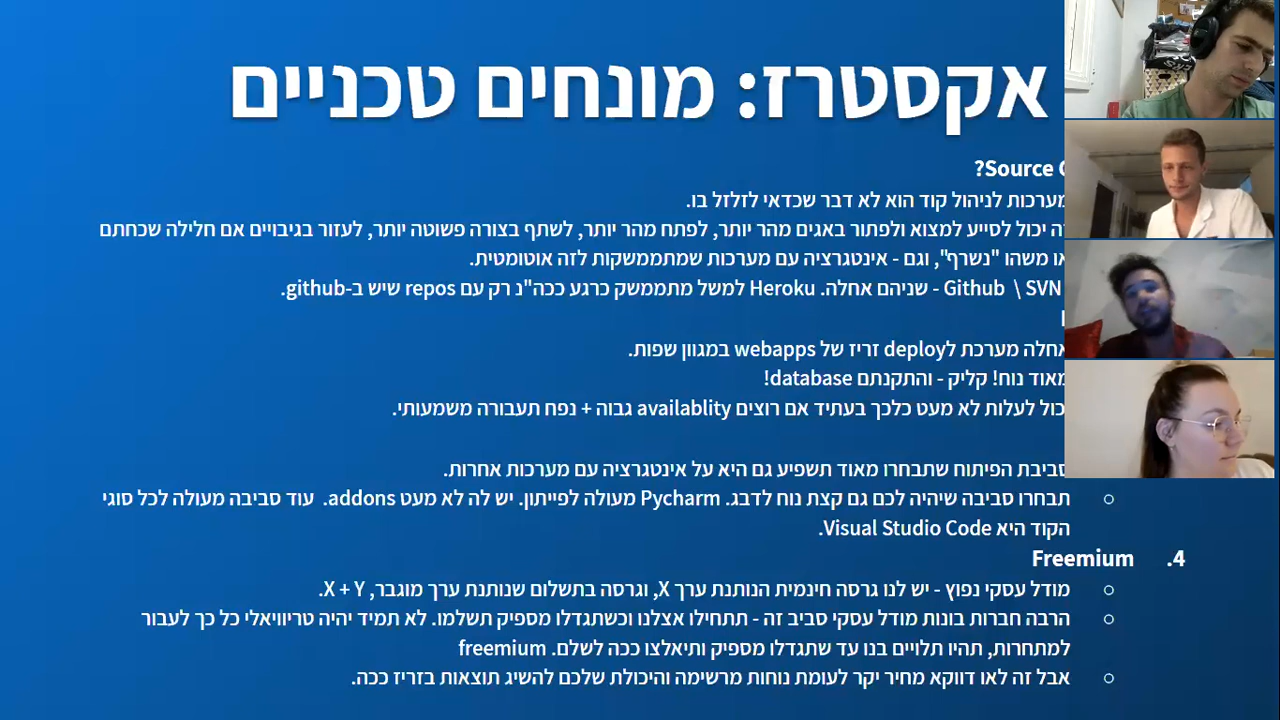 אקסטרז: מונחים טכניים
Source ?
מערכות לניהול קוד הוא לא דבר שכדאי לזלזל בו.
יכול לסייע למצוא ולפתור באגים מהר יותר, לפתח מהר יותר, לשתף בצורה פשוטה יותר, לעזור בגיבויים אם חלילה שכחתם
או משהו "נשרף", וגם - אינטגרציה עם מערכות שמתממשקות לזה אוטומטית.
Github \ SVN - שניהם אחלה. Heroku למשל מתממשק כרגע ככה"נ רק עם repos שיש ב-github.
אחלה מערכת לdeploy זריז של webapps במגוון שפות.
מאוד נוח! קליק - והתקנתם database!
יכול לעלות לא מעט כלכך בעתיד אם רוצים availablity גבוה + נפח תעבורה משמעותי.
סביבת הפיתוח שתבחרו מאוד תשפיע גם היא על אינטגרציה עם מערכות אחרות.
○ תבחרו סביבה שיהיה לכם גם קצת נוח לדבג. Pycharm מעולה לפייתון. יש לה לא מעט addons. עוד סביבה מעולה לכל סוגי
הקוד היא Visual Studio Code.
4. Freemium
○ מודל עסקי נפוץ - יש לנו גרסה חינמית הנותנת ערך X, וגרסה בתשלום שנותנת ערך מוגבר, X + Y.
○ הרבה חברות בונות מודל עסקי סביב זה - תתחילו אצלנו וכשתגדלו מספיק תשלמו. לא תמיד יהיה טריוויאלי כל כך לעבור
למתחרות, תהיו תלויים בנו עד שתגדלו מספיק ותיאלצו ככה לשלם. freemium
○ אבל זה לאו דווקא מחיר יקר לעומת נוחות מרשימה והיכולת שלכם להשיג תוצאות בזריז ככה.